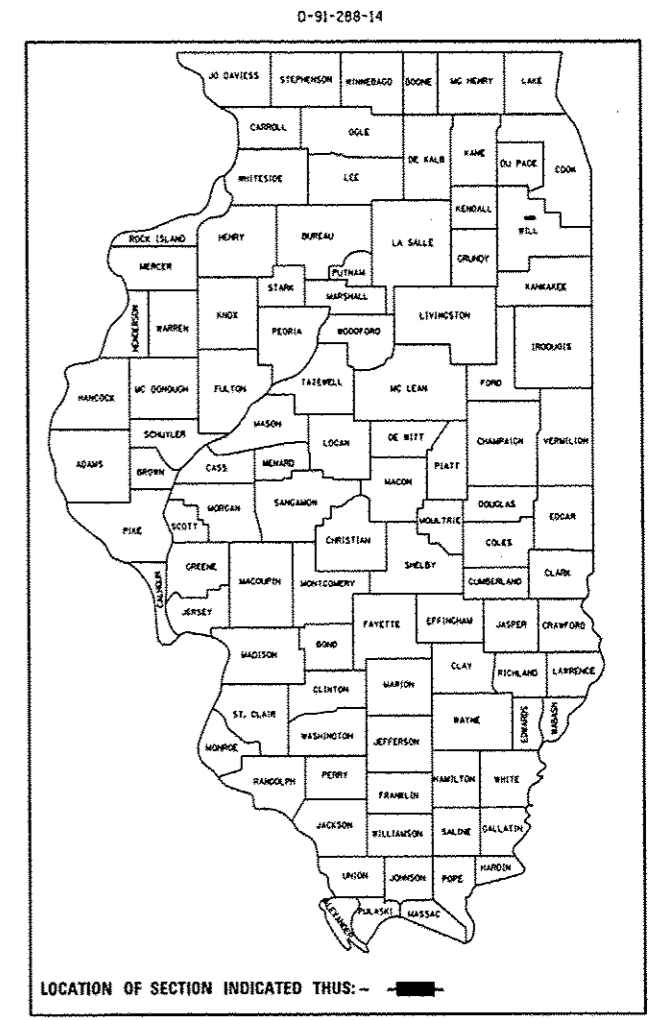 D-91-288-14
JO DAVIESS STEPHENSON WINNEBAGO BOONE MC HENRY LAKE
CARROLL OGLE
DE KALB KANE DU PAGE COOK
WHITESIDE LEE
KENDALL
ROCK ISLAND HENRY BUREAU LA SALLE WILL
MERCER PUTNAM GRUNDY
STARK MARSHALL KANKAKEE
HENDERSON WARREN KNOX PEORIA WOODFORD LIVINGSTON
IROQUOIS
HANCOCK MC DONOUGH FULTON TAZEWELL MC LEAN FORD
MASON
SCHUYLER LOGAN DE WITT CHAMPAIGN VERMILION
ADAMS BROWN CASS MENARD PIATT
MACON
PIKE SCOTT MORGAN SANGAMON MOULTRIE DOUGLAS EDGAR
CHRISTIAN COLES
CALHOUN GREENE MACOUPIN MONTGOMERY SHELBY CUMBERLAND CLARK
JERSEY
FAYETTE EFFINGHAM JASPER CRAWFORD
MADISON BOND
CLAY RICHLAND LAWRENCE
CLINTON MARION
ST. CLAIR WAYNE EDWARDS WABASH
MONROE WASHINGTON JEFFERSON
RANDOLPH PERRY HAMILTON WHITE
FRANKLIN
JACKSON WILLIAMSON SALINE GALLATIN
UNION JOHNSON POPE HARDIN
ALEXANDER PULASKI MASSAC
LOCATION OF SECTION INDICATED THUS:-